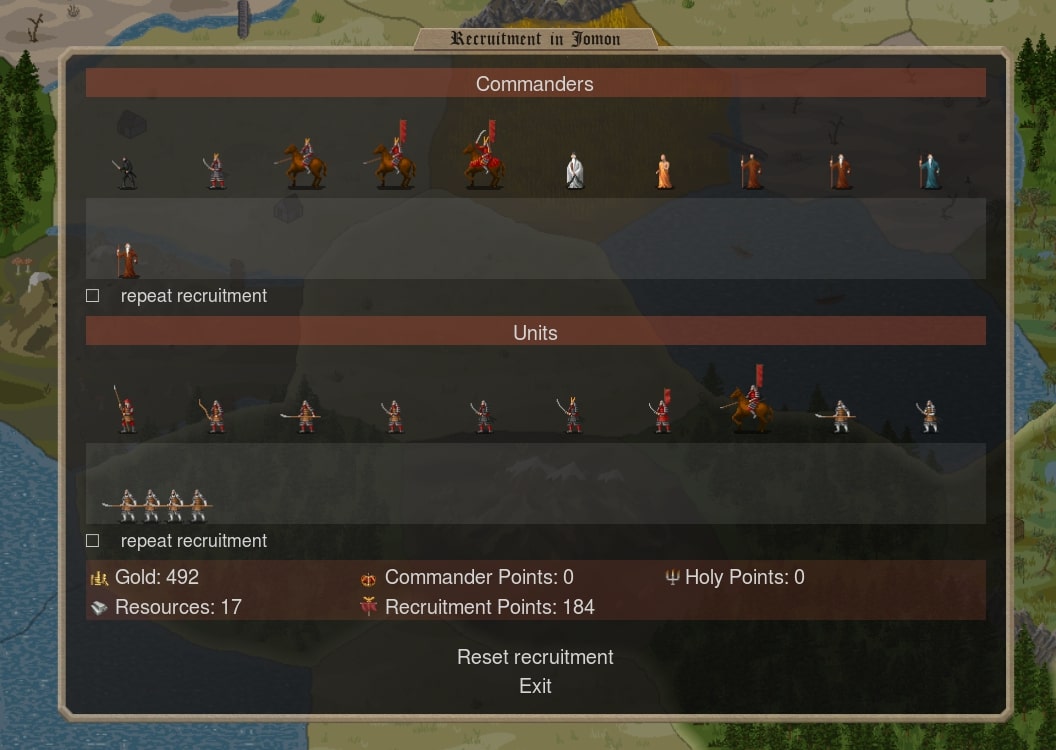 Recruitment in Jomon
Commanders
repeat recruitment
Units
repeat recruitment
Gold: 492 Commander Points: 0 Holy Points: 0
Resources: 17 Recruitment Points: 184
Reset recruitment
Exit